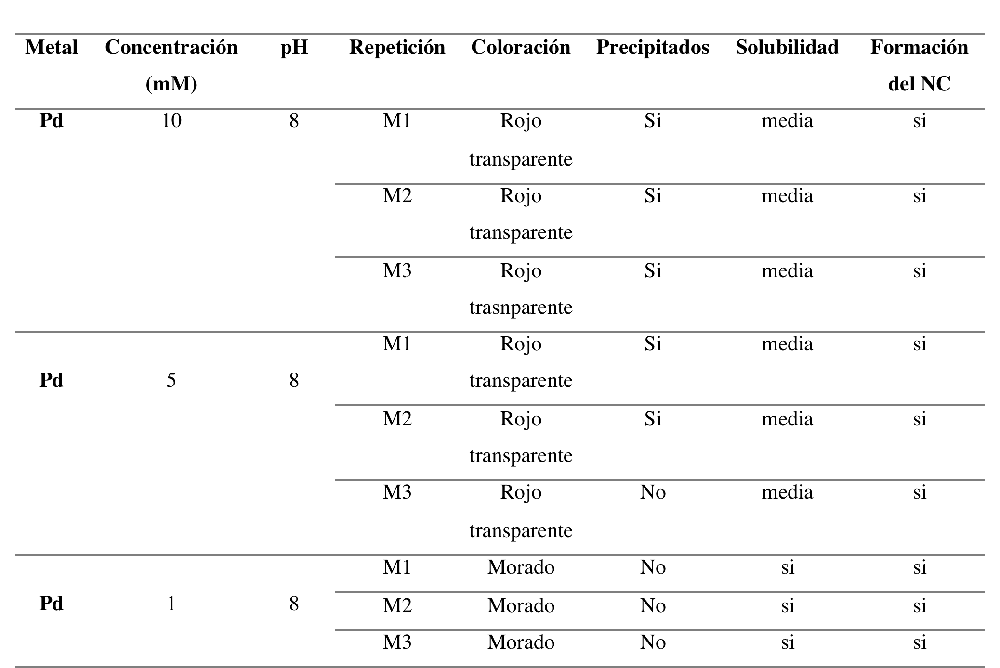 Metal Concentración pH Repetición Coloración Precipitados Solubilidad Formación
(mM) del NC
Pd 10 8 M1 Rojo Si media si
transparente
M2 Rojo Si media si
transparente
M3 Rojo Si media si
trasnparente
M1 Rojo Si media si
Pd 5 8 transparente
M2 Rojo Si media si
transparente
M3 Rojo No media si
transparente
M1 Morado No si si
Pd 1 8
M2 Morado No si si
M3 Morado No si si